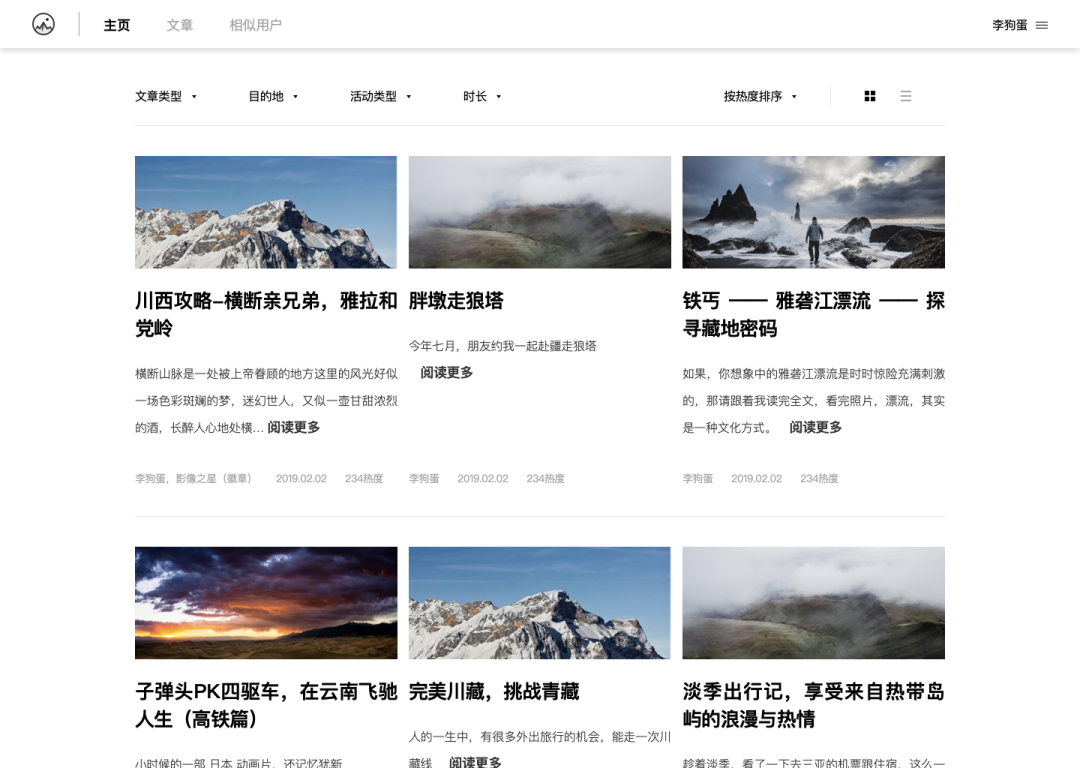 主页 文章 相似用户 李狗蛋
文章类型 目的地 活动类型 时长 按热度排序
川西攻略-横断亲兄弟，雅拉和
党岭
横断山脉是一处被上帝眷顾的地方这里的风光好似
一场色彩斑斓的梦，迷幻世人，又似一壶甘甜浓烈
的酒，长醉人心地处横... 阅读更多
李狗蛋，影像之星（徽章） 2019.02.02 234热度
胖墩走狼塔
今年七月，朋友约我一起赴疆走狼塔
阅读更多
李狗蛋 2019.02.02 234热度
铁丐 —— 雅砻江漂流 —— 探
寻藏地密码
如果，你想象中的雅砻江漂流是时时惊险充满刺激
的，那请跟着我读完全文，看完照片，漂流，其实
是一种文化方式。 阅读更多
李狗蛋 2019.02.02 234热度
子弹头PK四驱车，在云南飞驰
人生（高铁篇）
小时候的一部 日本 动画片，还记忆犹新
完美川藏，挑战青藏
人的一生中，有很多外出旅行的机会，能走一次川
藏线 阅读更多
淡季出行记，享受来自热带岛
屿的浪漫与热情
趁着淡季，看了一下去三亚的机票跟住宿，这么一